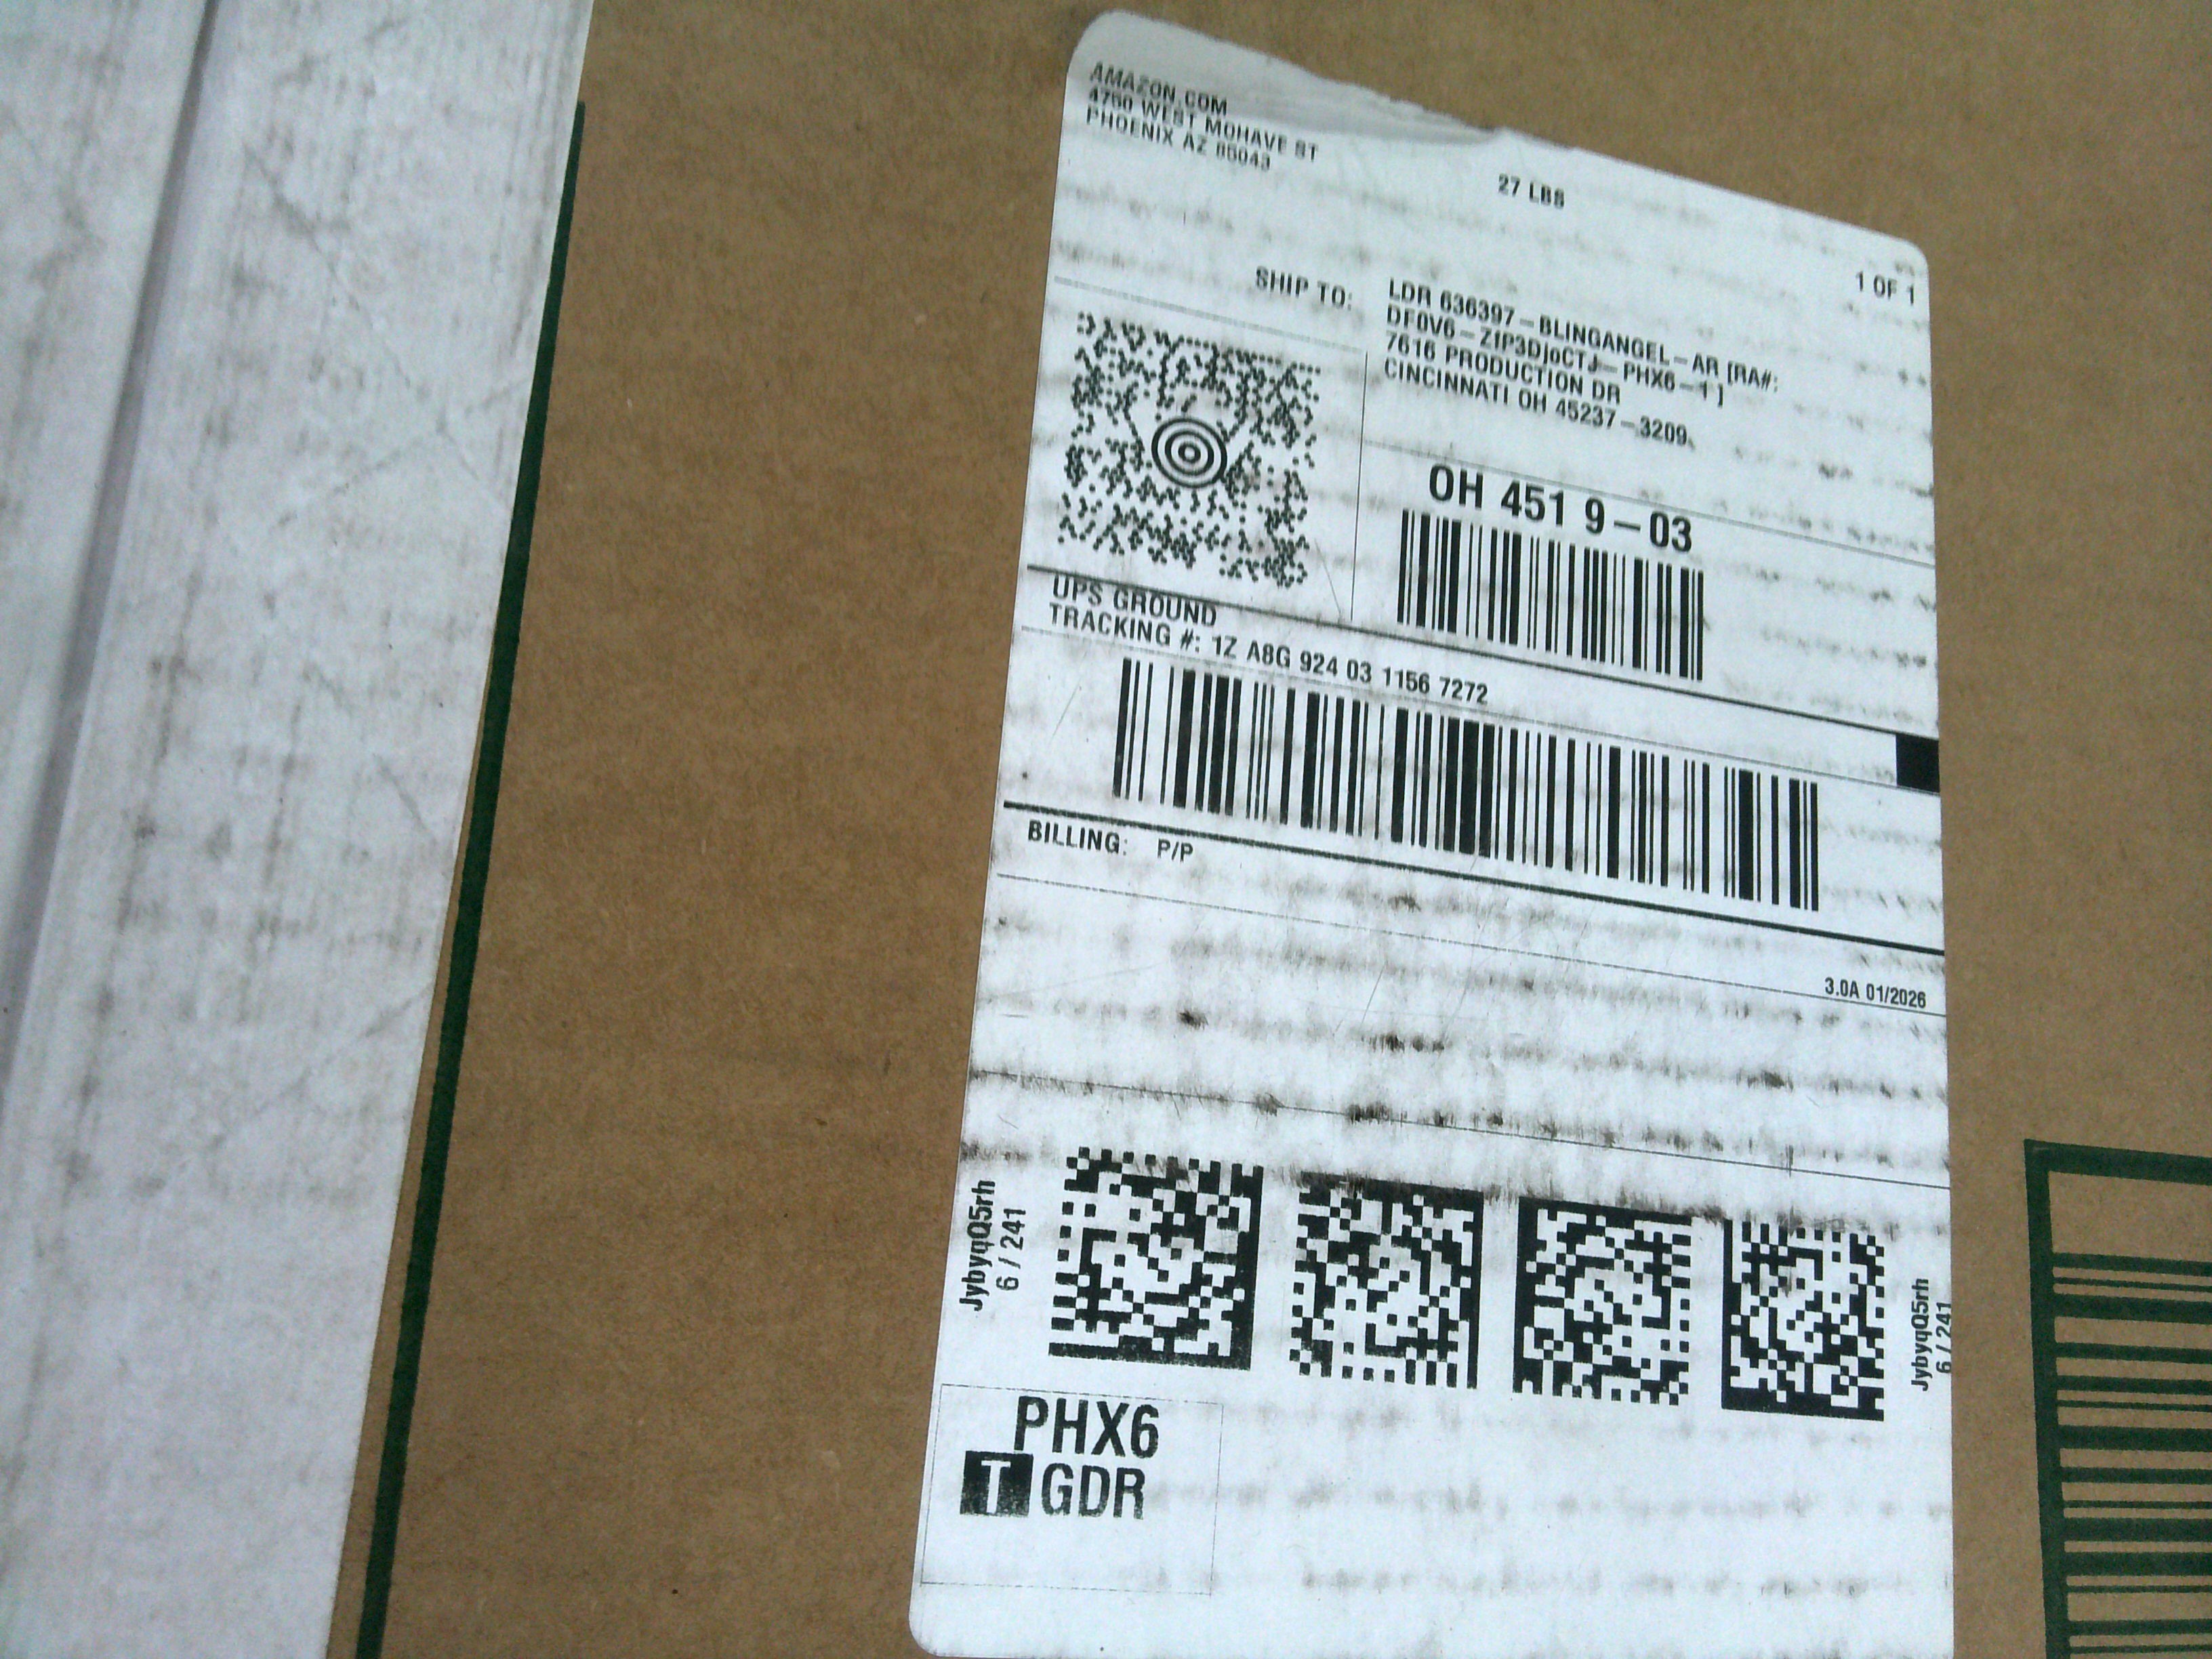 AMAZON.COM
4750 WEST MOHAVE ST
PHOENIX AZ 85043
27 LBS
1 OF 1
SHIP TO:
LDR 636397-BLINGANGEL-AR [RA#:
DF0V6-ZfP3DJoCTJ-PHX6-1 ]
7616 PRODUCTION DR
CINCINNATI OH 45237-3209
OH 451 9-03
UPS GROUND
TRACKING #: 1Z A8G 924 03 1156 7272
BILLING: P/P
3.0A 01/2026
JybyqQ5rh
6 / 241
JybyqQ5rh
6 / 241
PHX6
T GDR